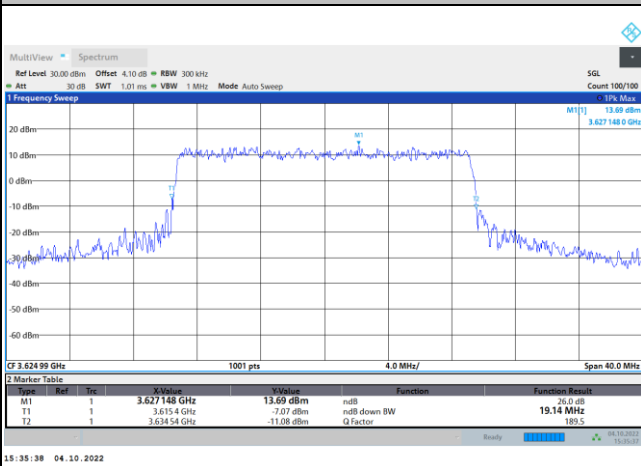 MultiView Spectrum
Ref Level 30.00 dBm Offset 4.10 dB RBW 300 kHz SGL
Att 30 dB SWT 1.01 ms VBW 1 MHz Mode Auto Sweep Count 100/100
1 Frequency Sweep 1Pk Max
M1[1] 13.69 dBm
3.627 148 0 GHz
M1
20 dBm
10 dBm
0 dBm
T1
-10 dBm
T2
-20 dBm
-30 dBm
-40 dBm
-50 dBm
-60 dBm
CF 3.624 99 GHz 1001 pts 4.0 MHz/ Span 40.0 MHz
2 Marker Table
Type Ref Trc X-Value Y-Value Function Function Result
M1 1 3.627 148 GHz 13.69 dBm ndB 26.0 dB
T1 1 3.615 4 GHz -7.07 dBm ndB down BW 19.14 MHz
T2 1 3.634 54 GHz -11.08 dBm Q Factor 189.5
Ready 04.10.2022
15:35:37
15:35:38 04.10.2022